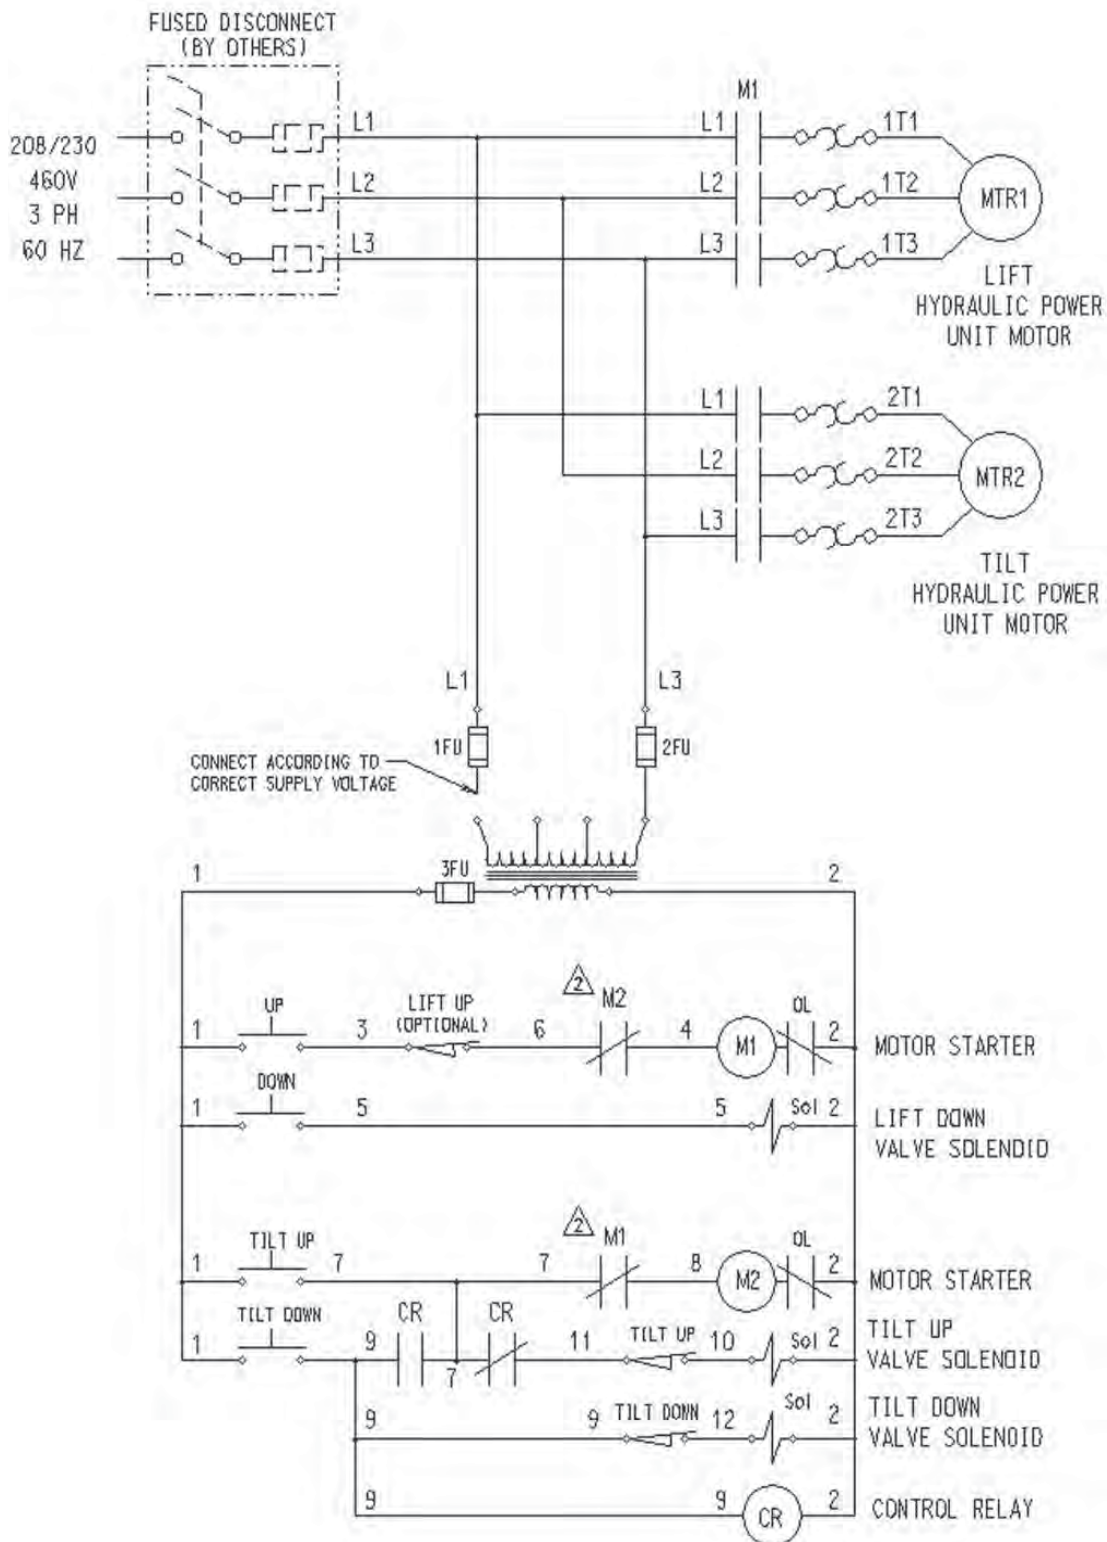 FUSED DISCONNECT
(BY OTHERS)
208/230
460V
3 PH
60 HZ
L1
L2
L3
M1
L1
L2
L3
1T1
1T2
1T3
MTR1
LIFT
HYDRAULIC POWER
UNIT MOTOR
L1
L2
L3
2T1
2T2
2T3
MTR2
TILT
HYDRAULIC POWER
UNIT MOTOR
L1
L3
1FU
2FU
CONNECT ACCORDING TO
CORRECT SUPPLY VOLTAGE
1
3FU
2
1
UP
3
LIFT UP
(OPTIONAL)
6
2
M2
4
M1
OL
2
MOTOR STARTER
1
DOWN
5
5
Sol
2
LIFT DOWN
VALVE SOLENOID
1
TILT UP
7
7
2
M1
8
M2
OL
2
MOTOR STARTER
1
TILT DOWN
9
CR
7
CR
11
TILT UP
10
Sol
2
TILT UP
VALVE SOLENOID
9
9
TILT DOWN
12
Sol
2
TILT DOWN
VALVE SOLENOID
9
9
CR
2
CONTROL RELAY